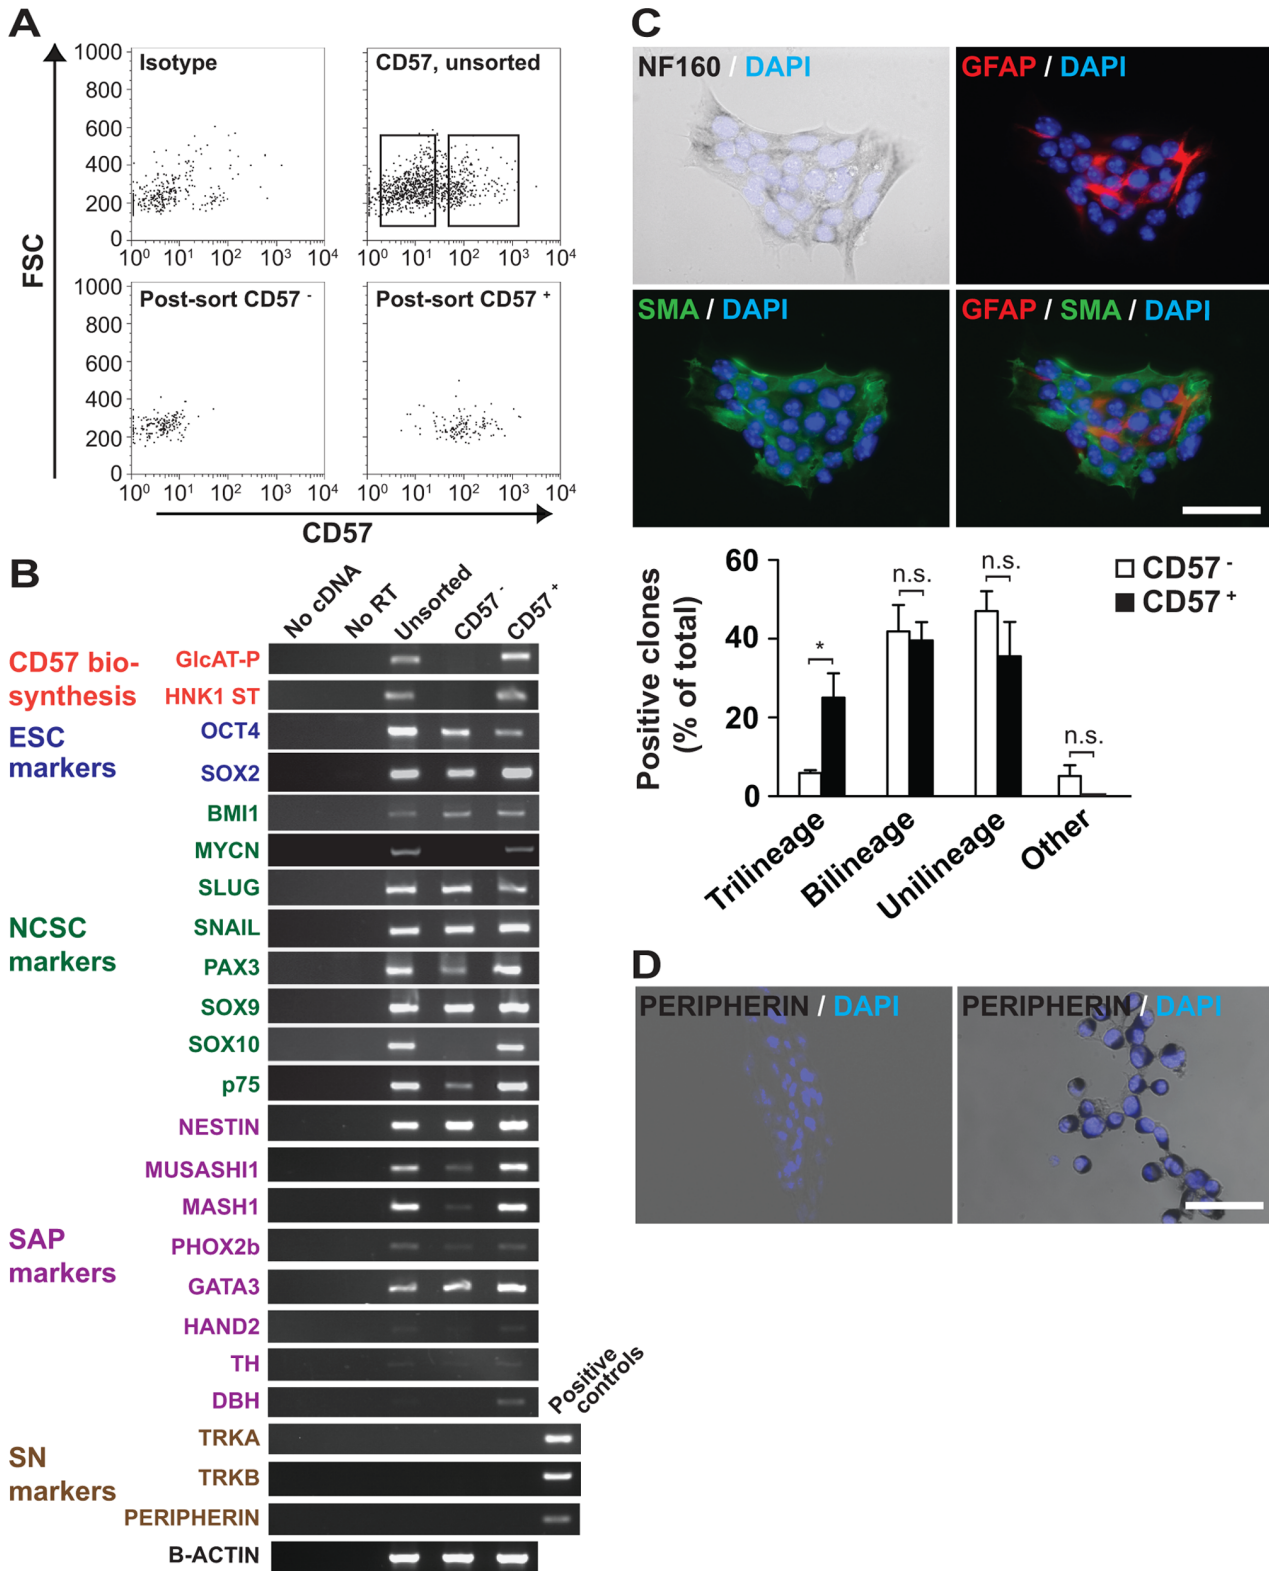 A
Isotype
CD57, unsorted
1000
800
600
400
200
0
10⁰ 10¹ 10² 10³ 10⁴
10⁰ 10¹ 10² 10³ 10⁴
FSC
Post-sort CD57 -
Post-sort CD57 +
1000
800
600
400
200
0
10⁰ 10¹ 10² 10³ 10⁴
10⁰ 10¹ 10² 10³ 10⁴
CD57
B
No cDNA
No RT
Unsorted
CD57 -
CD57 +
CD57 bio-
synthesis
GlcAT-P
HNK1 ST
ESC
markers
OCT4
SOX2
NCSC
markers
BMI1
MYCN
SLUG
SNAIL
PAX3
SOX9
SOX10
p75
SAP
markers
NESTIN
MUSASHI1
MASH1
PHOX2b
GATA3
HAND2
TH
DBH
Positive
controls
SN
markers
TRKA
TRKB
PERIPHERIN
B-ACTIN
C
NF160 / DAPI
GFAP / DAPI
SMA / DAPI
GFAP / SMA / DAPI
Positive clones
(% of total)
60
40
20
0
*
n.s.
n.s.
n.s.
CD57 -
CD57 +
Trilineage
Bilineage
Unilineage
Other
D
PERIPHERIN / DAPI
PERIPHERIN / DAPI